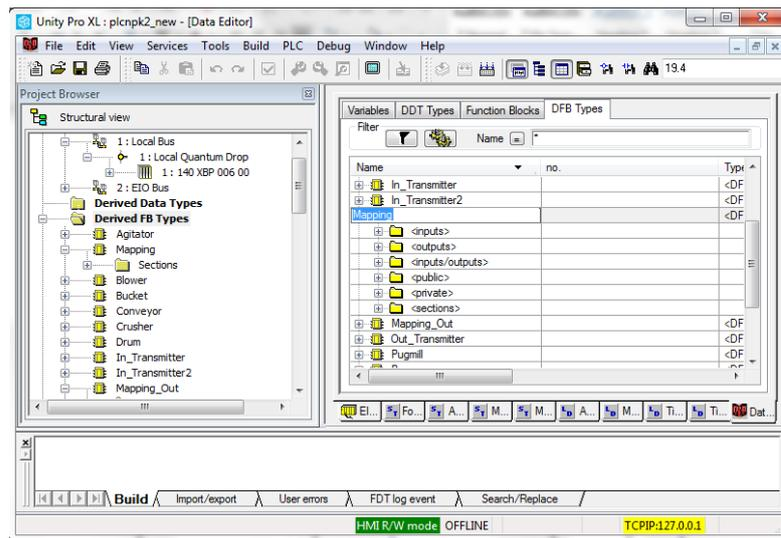 Unity Pro XL : plcnpk2_new - [Data Editor]
File Edit View Services Tools Build PLC Debug Window Help
19.4
Project Browser
Structural view
1 : Local Bus
1 : Local Quantum Drop
1 : 140 XBP 006 00
2 : EIO Bus
Derived Data Types
Derived FB Types
Agitator
Mapping
Sections
Blower
Bucket
Conveyor
Crusher
Drum
In_Transmitter
In_Transmitter2
Mapping_Out
Variables DDT Types Function Blocks DFB Types
Filter
Name = *
Name no. Type
In_Transmitter <DF
In_Transmitter2 <DF
Mapping <DF
<inputs>
<outputs>
<inputs/outputs>
<public>
<private>
<sections>
Mapping_Out <DF
Out_Transmitter <DF
Pugmill <DF
El... Fo... A... M... M... A... M... Ti... Ti... Dat...
Build Import/export User errors FDT log event Search/Replace
HMI R/W mode OFFLINE TCPIP:127.0.0.1